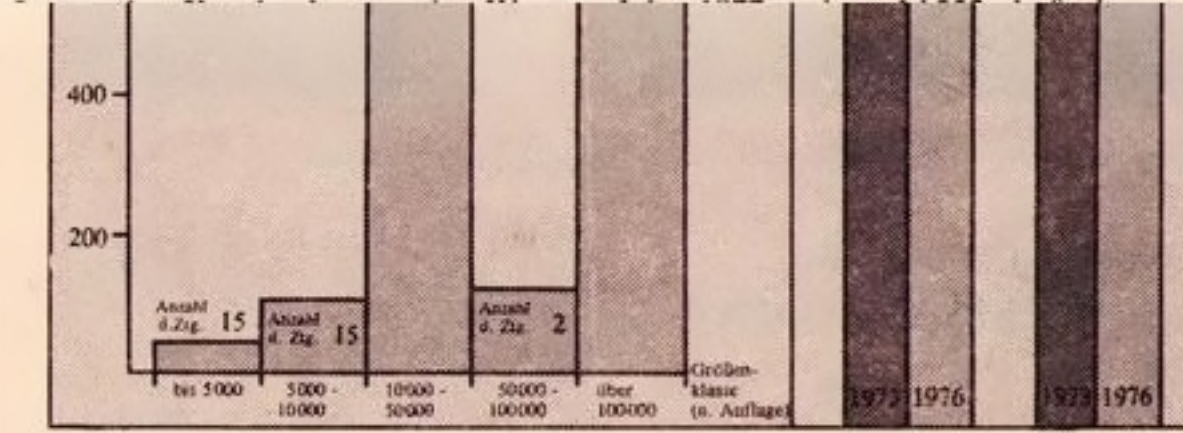 400
200
Anzahl
d.Ztg. 15
Anzahl
d. Ztg. 15
Anzahl
d. Ztg. 2
bis 5000
5000 -
10000
10000 -
50000
50000 -
100000
über
100000
Größen-
klasse
(n. Auflage)
1973 1976
1973 1976